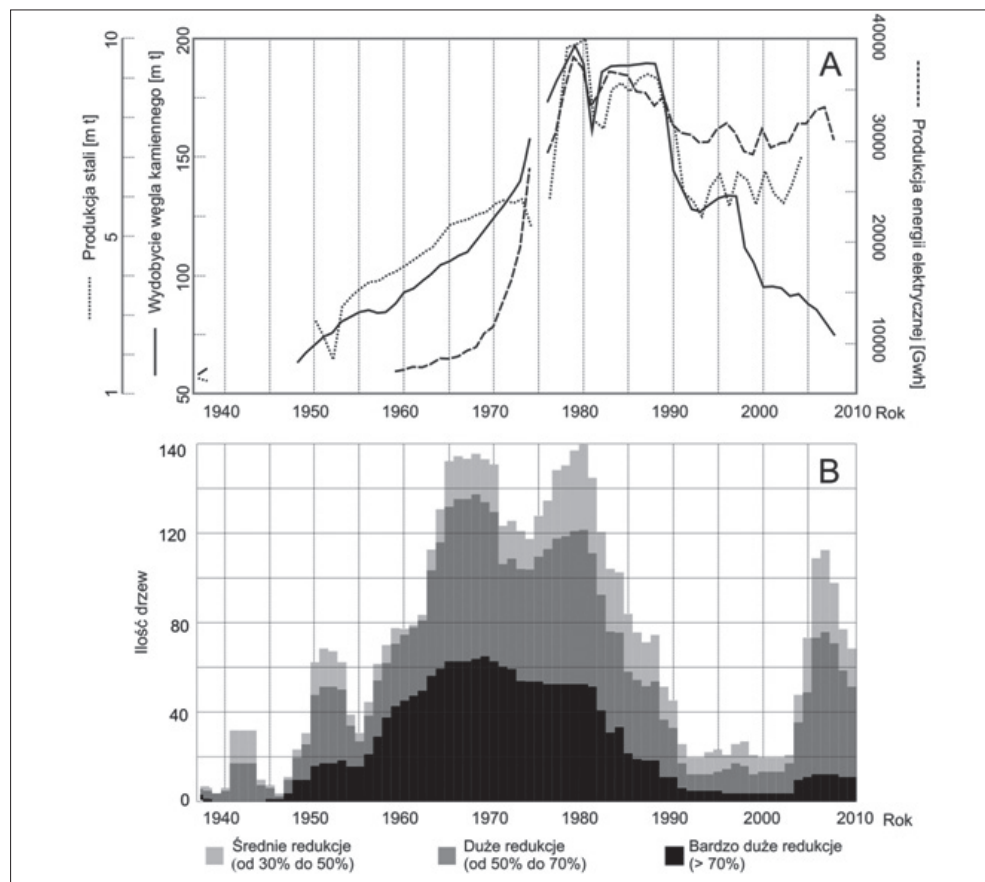 A
Produkcja stali [m t]
10
5
1
Wydobycie węgla kamiennego [m t]
200
150
100
50
40000
30000
20000
10000
Produkcja energii elektrycznej [Gwh]
1940 1950 1960 1970 1980 1990 2000 2010 Rok
B
Ilość drzew
140
120
80
40
0
1940 1950 1960 1970 1980 1990 2000 2010 Rok
Średnie redukcje
(od 30% do 50%)
Duże redukcje
(od 50% do 70%)
Bardzo duże redukcje
(> 70%)